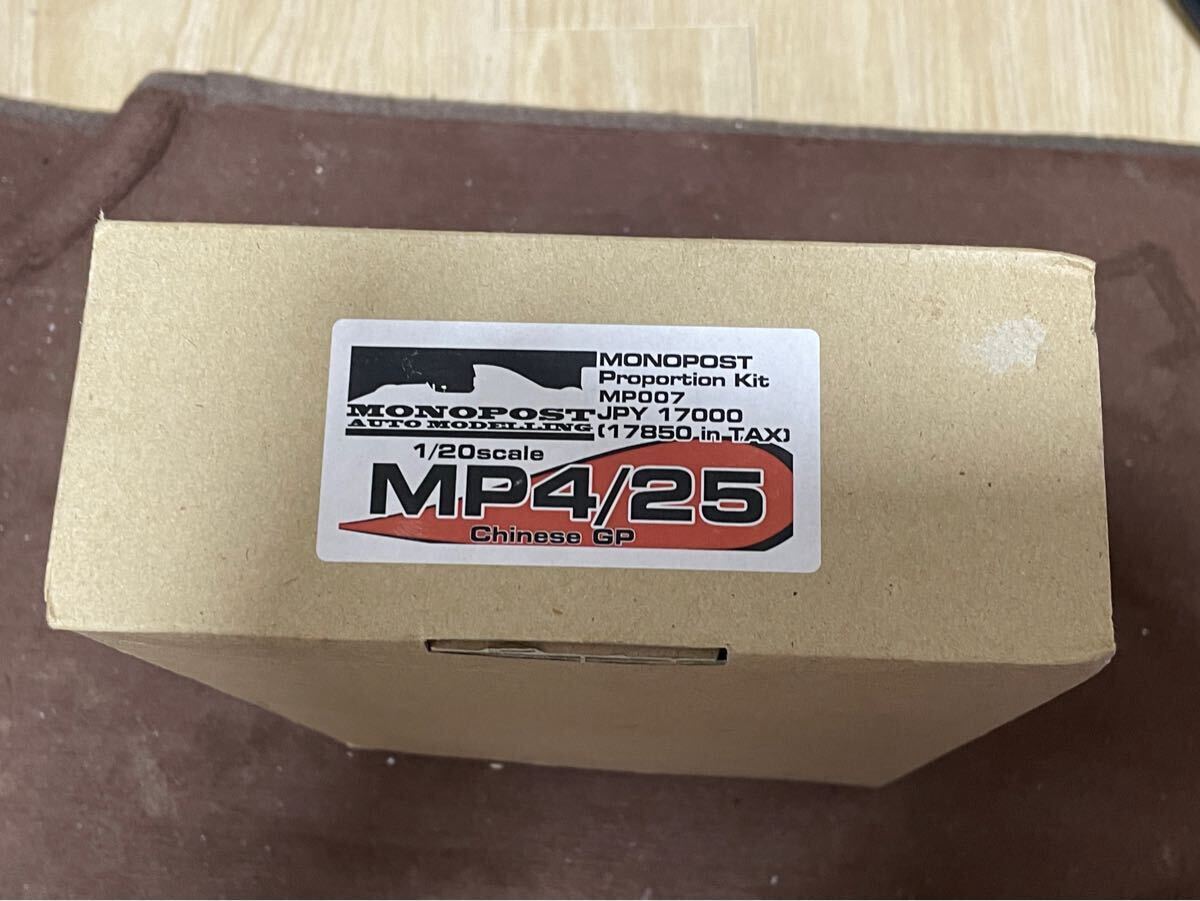 MONOPOST
AUTO MODELLING
MONOPOST
Proportion Kit
MP007
JPY 17000
(17850 in TAX)
1/20scale
MP4/25
Chinese GP